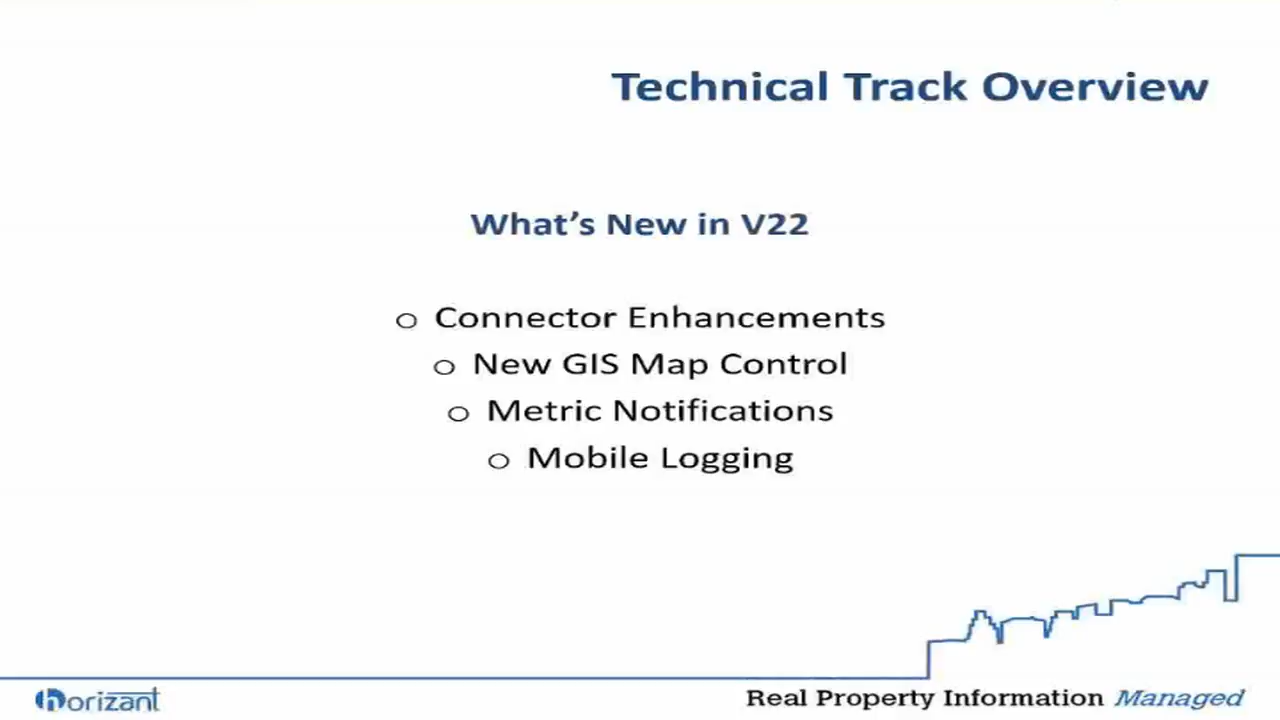 Technical Track Overview
What's New in V22
o Connector Enhancements
o New GIS Map Control
o Metric Notifications
o Mobile Logging
horizant
Real Property Information Managed